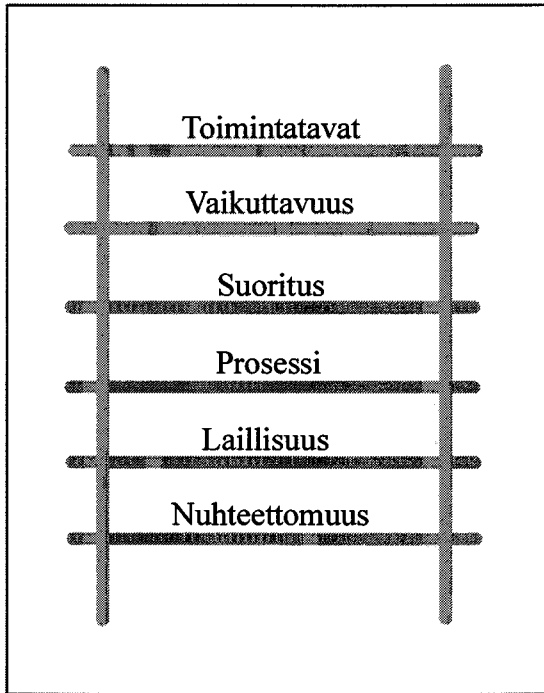 Toimintatavat
Vaikuttavuus
Suoritus
Prosessi
Laillisuus
Nuhteettomuus